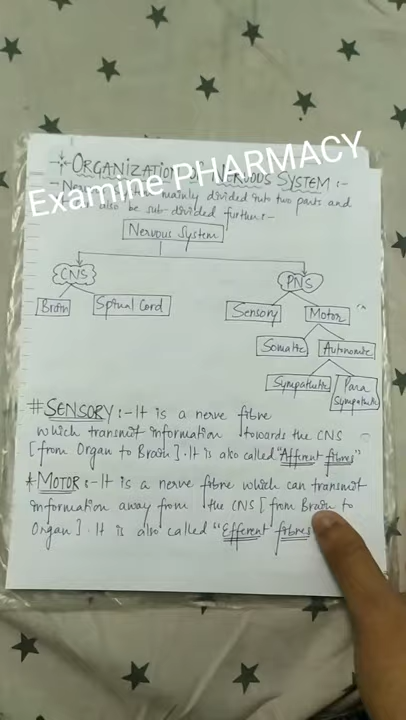 ORGANIZATION OF NERVOUS SYSTEM :-
Examine PHARMACY
mainly divided into two parts and
also be sub-divided further :-
Nervous System
CNS
PNS
Brain
Spinal Cord
Sensory
Motor
Somatic
Autonomic
Sympathetic
Para Sympathetic
# SENSORY :- It is a nerve fibre
which transmit information towards the CNS
[from Organ to Brain]. It is also called "Afferent fibres"
* MOTOR :- It is a nerve fibre which can transmit
information away from the CNS [from Brain to
Organ]. It is also called "Efferent fibres